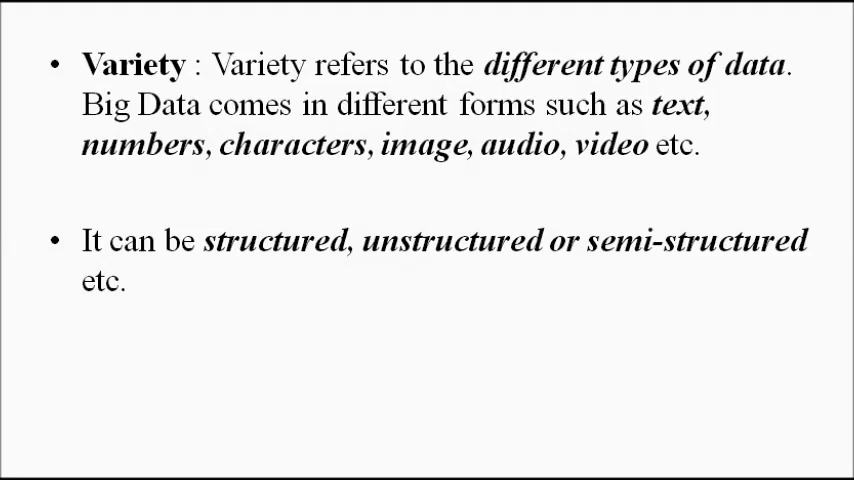 • Variety : Variety refers to the different types of data.
Big Data comes in different forms such as text,
numbers, characters, image, audio, video etc.
• It can be structured, unstructured or semi-structured
etc.